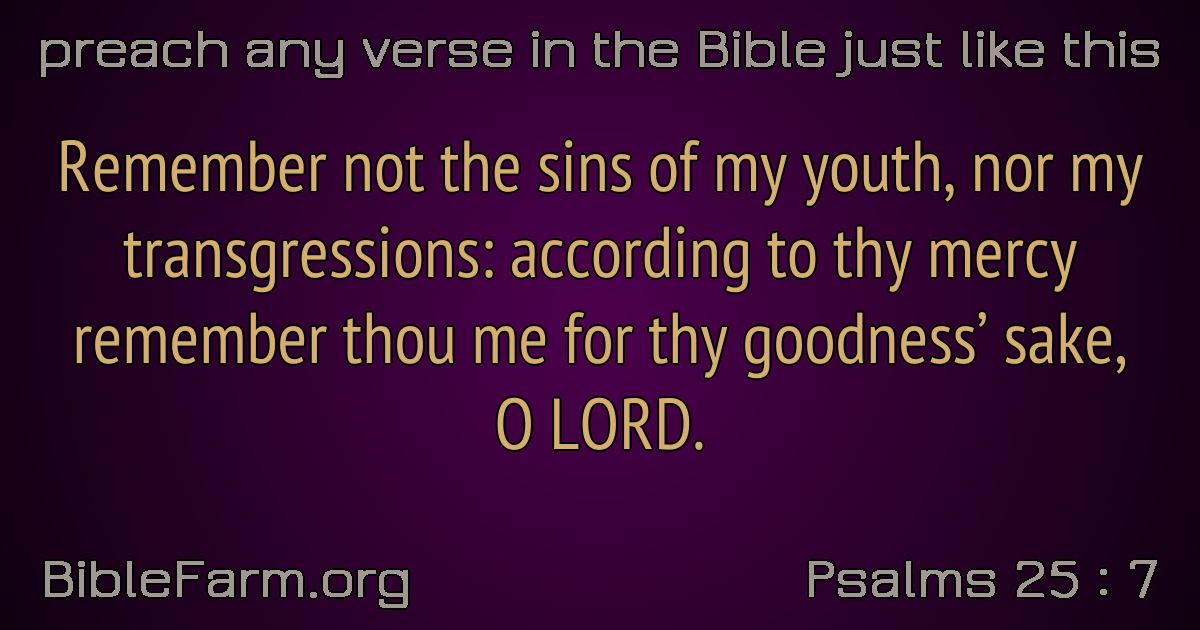 preach any verse in the Bible just like this
Remember not the sins of my youth, nor my
transgressions: according to thy mercy
remember thou me for thy goodness’ sake,
O LORD.
BibleFarm.org
Psalms 25 : 7